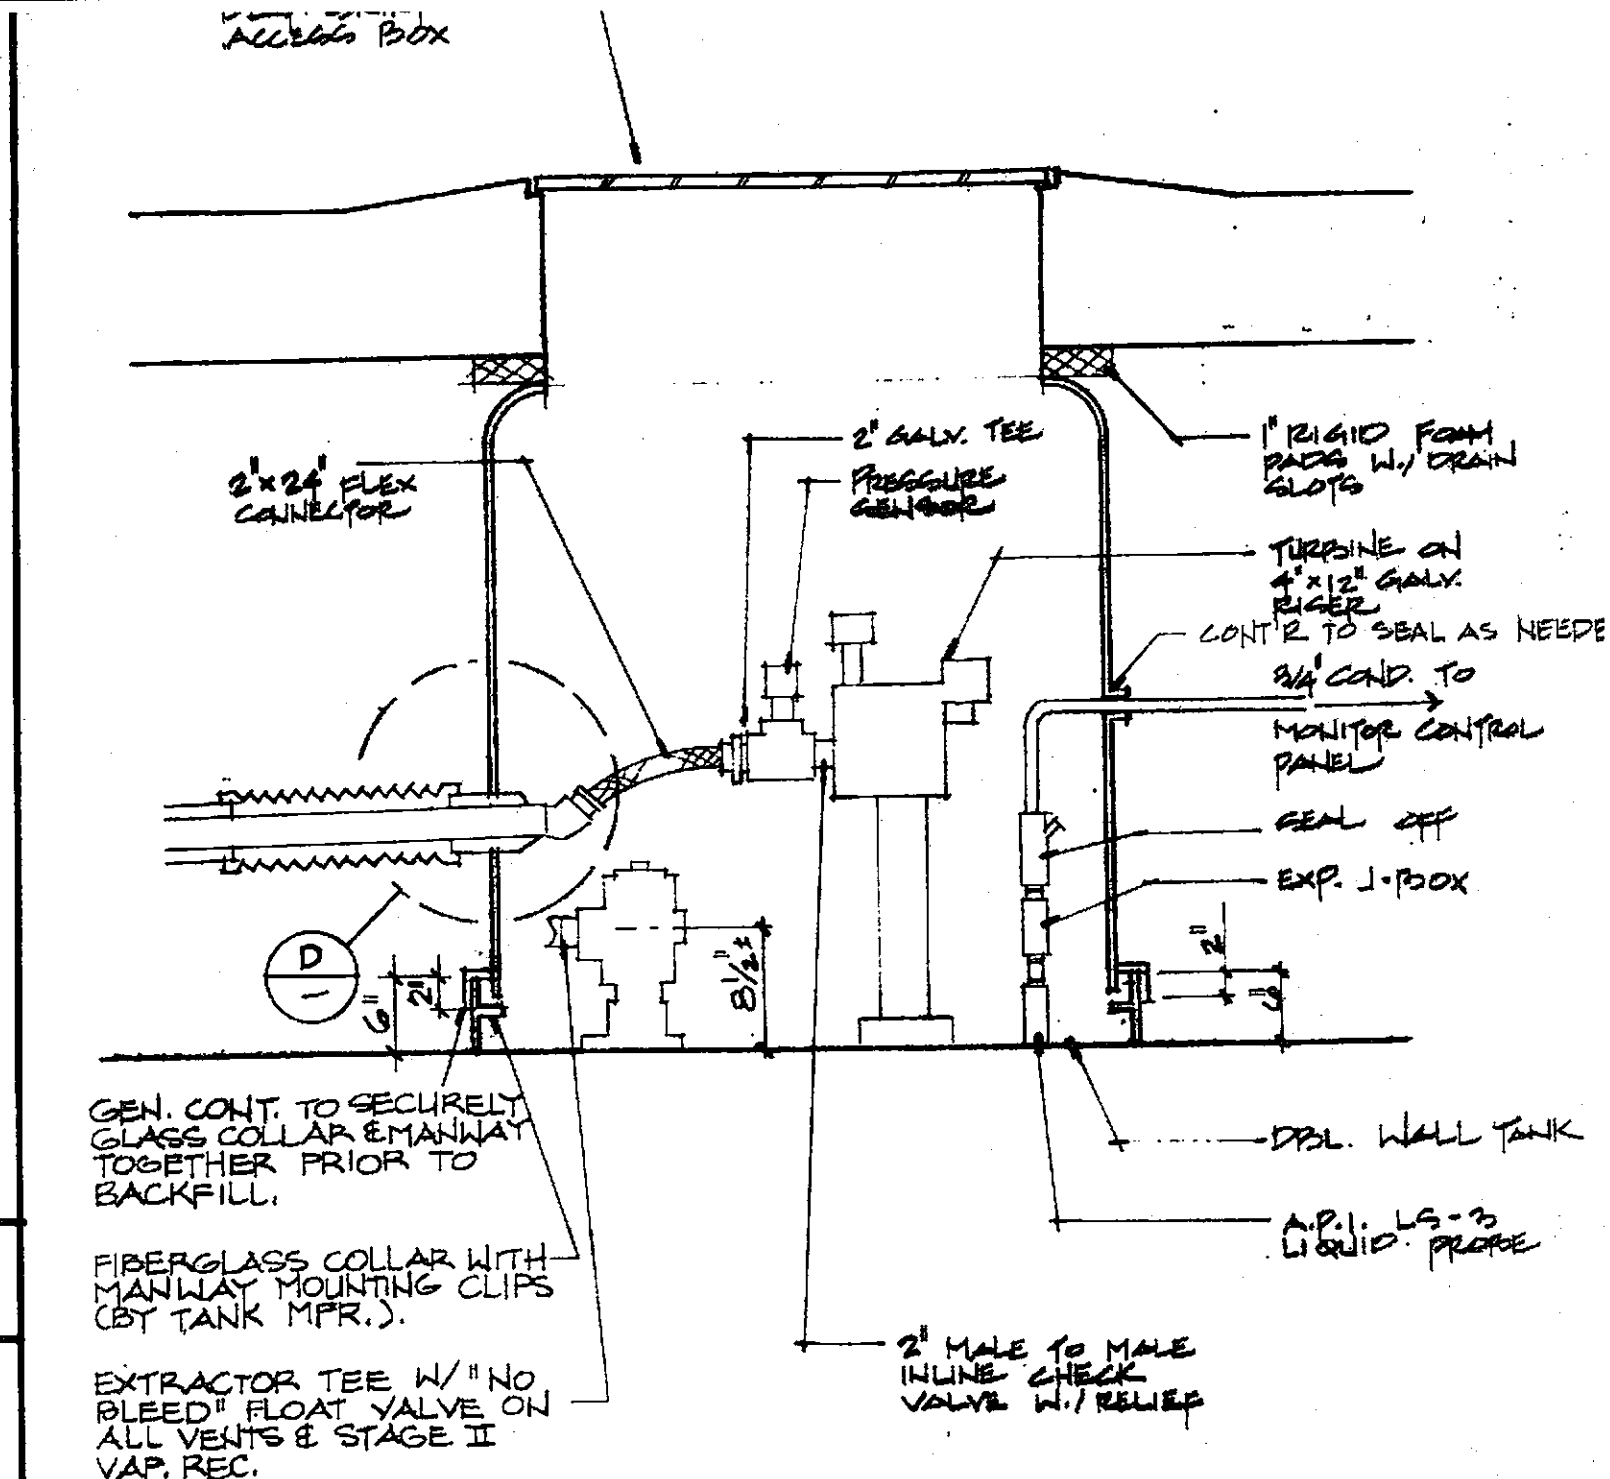 ACCESS BOX
2" GALV. TEE
PRESSURE
SENSOR
2"x24" FLEX
CONNECTOR
1" RIGID FOAM
PADS W./ DRAIN
SLOTS
TURBINE ON
4"x12" GALV.
RISER
CONT'R TO SEAL AS NEEDE
3/4" COND. TO
MONITOR CONTROL
PANEL
SEAL OFF
EXP. J-BOX
D
6"
2"
8 1/2" ±
2"
6"
GEN. CONT. TO SECURELY
GLASS COLLAR & MANWAY
TOGETHER PRIOR TO
BACKFILL.
FIBERGLASS COLLAR WITH
MANWAY MOUNTING CLIPS
(BY TANK MFR.).
EXTRACTOR TEE W/ "NO
BLEED" FLOAT VALVE ON
ALL VENTS & STAGE II
VAP. REC.
DBL. WALL TANK
A.P.I. LS-3
LIQUID PROBE
2" MALE TO MALE
INLINE CHECK
VALVE W./ RELIEF